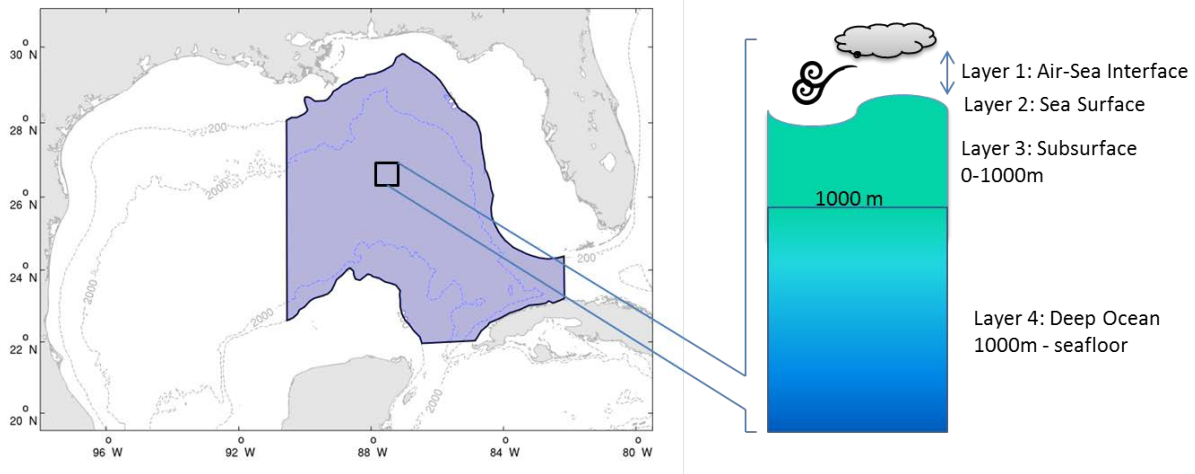 30° N
28° N
26° N
24° N
22° N
20° N
96° W
92° W
88° W
84° W
80° W
200
2000
2000
2000
200
2000
Layer 1: Air-Sea Interface
Layer 2: Sea Surface
Layer 3: Subsurface
0-1000m
1000 m
Layer 4: Deep Ocean
1000m - seafloor